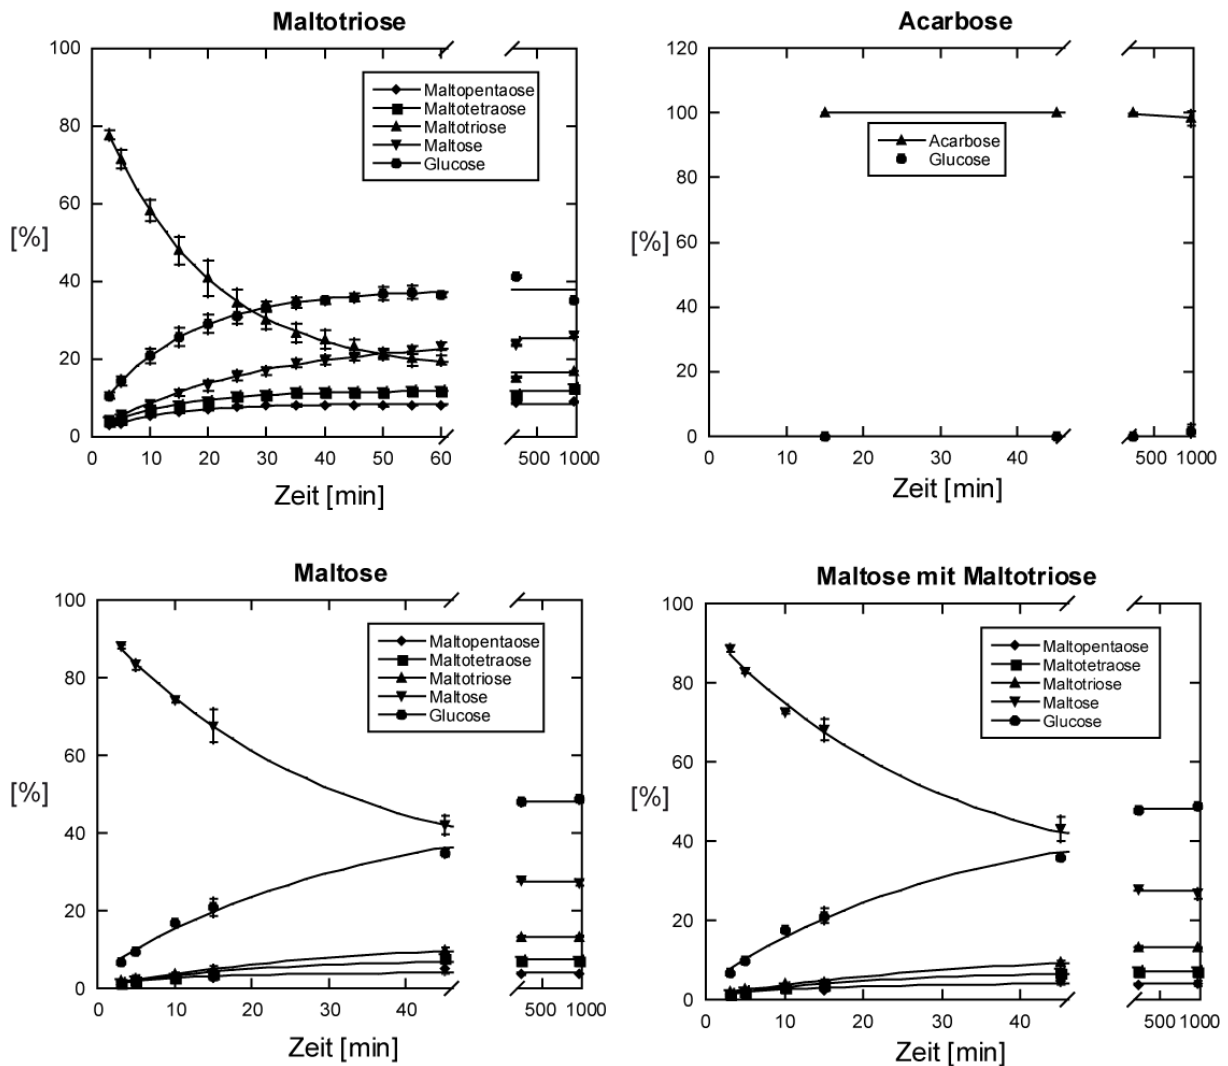 Maltotriose
100
80
60
[%]
40
20
0
Maltopentaose
Maltotetraose
Maltotriose
Maltose
Glucose
0 10 20 30 40 50 60 500 1000
Zeit [min]
Acarbose
120
100
80
60
[%]
40
20
0
Acarbose
Glucose
0 10 20 30 40 500 1000
Zeit [min]
Maltose
100
80
60
[%]
40
20
0
Maltopentaose
Maltotetraose
Maltotriose
Maltose
Glucose
0 10 20 30 40 500 1000
Zeit [min]
Maltose mit Maltotriose
100
80
60
[%]
40
20
0
Maltopentaose
Maltotetraose
Maltotriose
Maltose
Glucose
0 10 20 30 40 500 1000
Zeit [min]